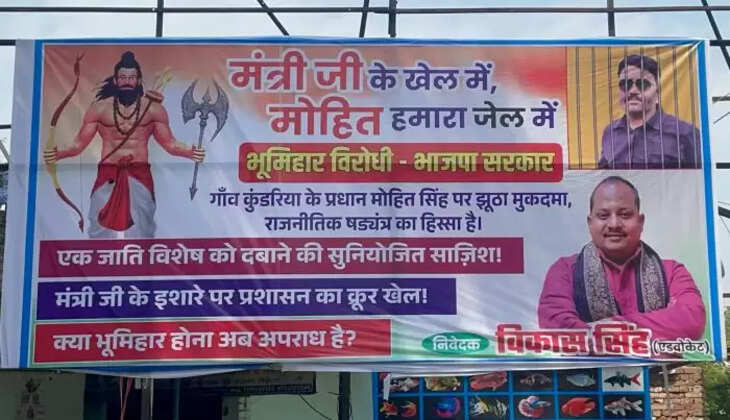 मंत्री जी के खेल में,
मोहित हमारा जेल में
भूमिहार विरोधी - भाजपा सरकार
गाँव कुंडरिया के प्रधान मोहित सिंह पर झूठा मुकदमा,
राजनीतिक षड्यंत्र का हिस्सा है।
एक जाति विशेष को दबाने की सुनियोजित साज़िश!
मंत्री जी के इशारे पर प्रशासन का क्रूर खेल!
क्या भूमिहार होना अब अपराध है?
निवेदक विकास सिंह (एडवोकेट)